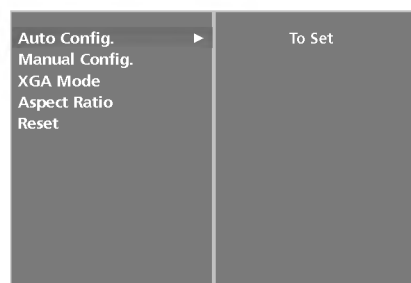 Auto Config. ► To Set
Manual Config.
XGA Mode
Aspect Ratio
Reset